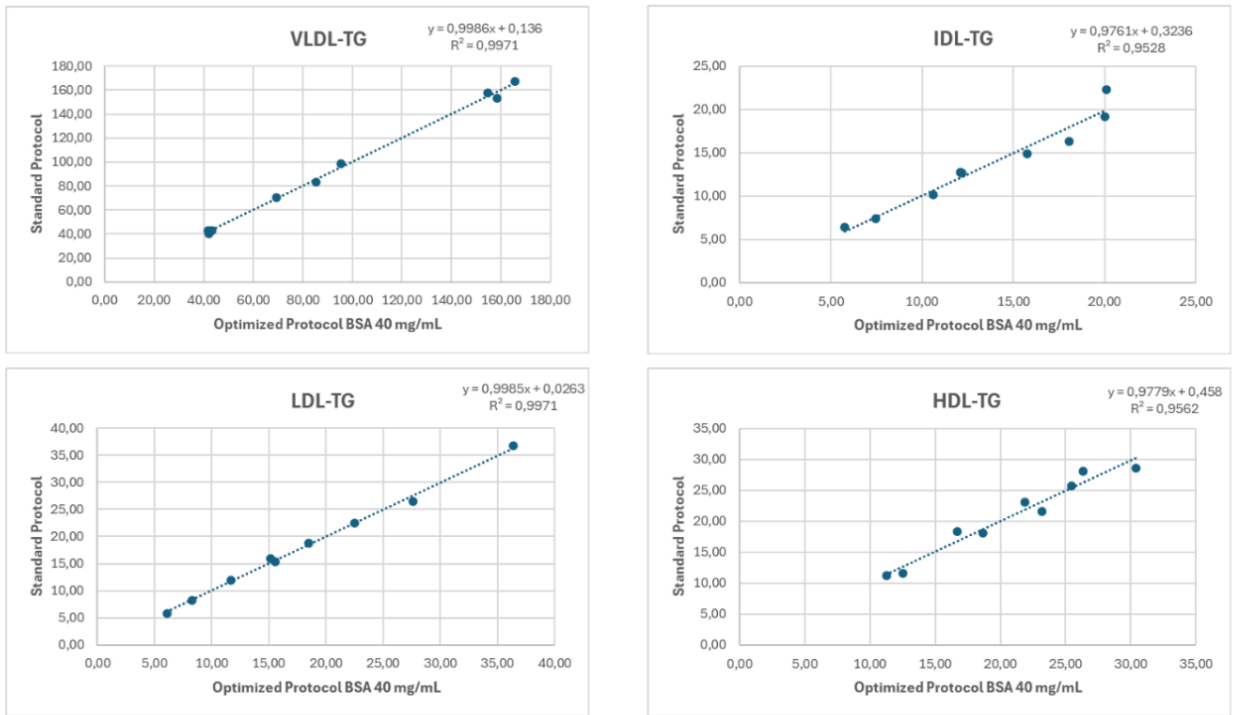 VLDL-TG
y = 0,9986x + 0,136
R² = 0,9971
180,00
160,00
140,00
120,00
100,00
80,00
60,00
40,00
20,00
0,00
Standard Protocol
0,00 20,00 40,00 60,00 80,00 100,00 120,00 140,00 160,00 180,00
Optimized Protocol BSA 40 mg/mL
IDL-TG
y = 0,9761x + 0,3236
R² = 0,9528
25,00
20,00
15,00
10,00
5,00
0,00
Standard Protocol
0,00 5,00 10,00 15,00 20,00 25,00
Optimized Protocol BSA 40 mg/mL
LDL-TG
y = 0,9985x + 0,0263
R² = 0,9971
40,00
35,00
30,00
25,00
20,00
15,00
10,00
5,00
0,00
Standard Protocol
0,00 5,00 10,00 15,00 20,00 25,00 30,00 35,00 40,00
Optimized Protocol BSA 40 mg/mL
HDL-TG
y = 0,9779x + 0,458
R² = 0,9562
35,00
30,00
25,00
20,00
15,00
10,00
5,00
0,00
Standard Protocol
0,00 5,00 10,00 15,00 20,00 25,00 30,00 35,00
Optimized Protocol BSA 40 mg/mL